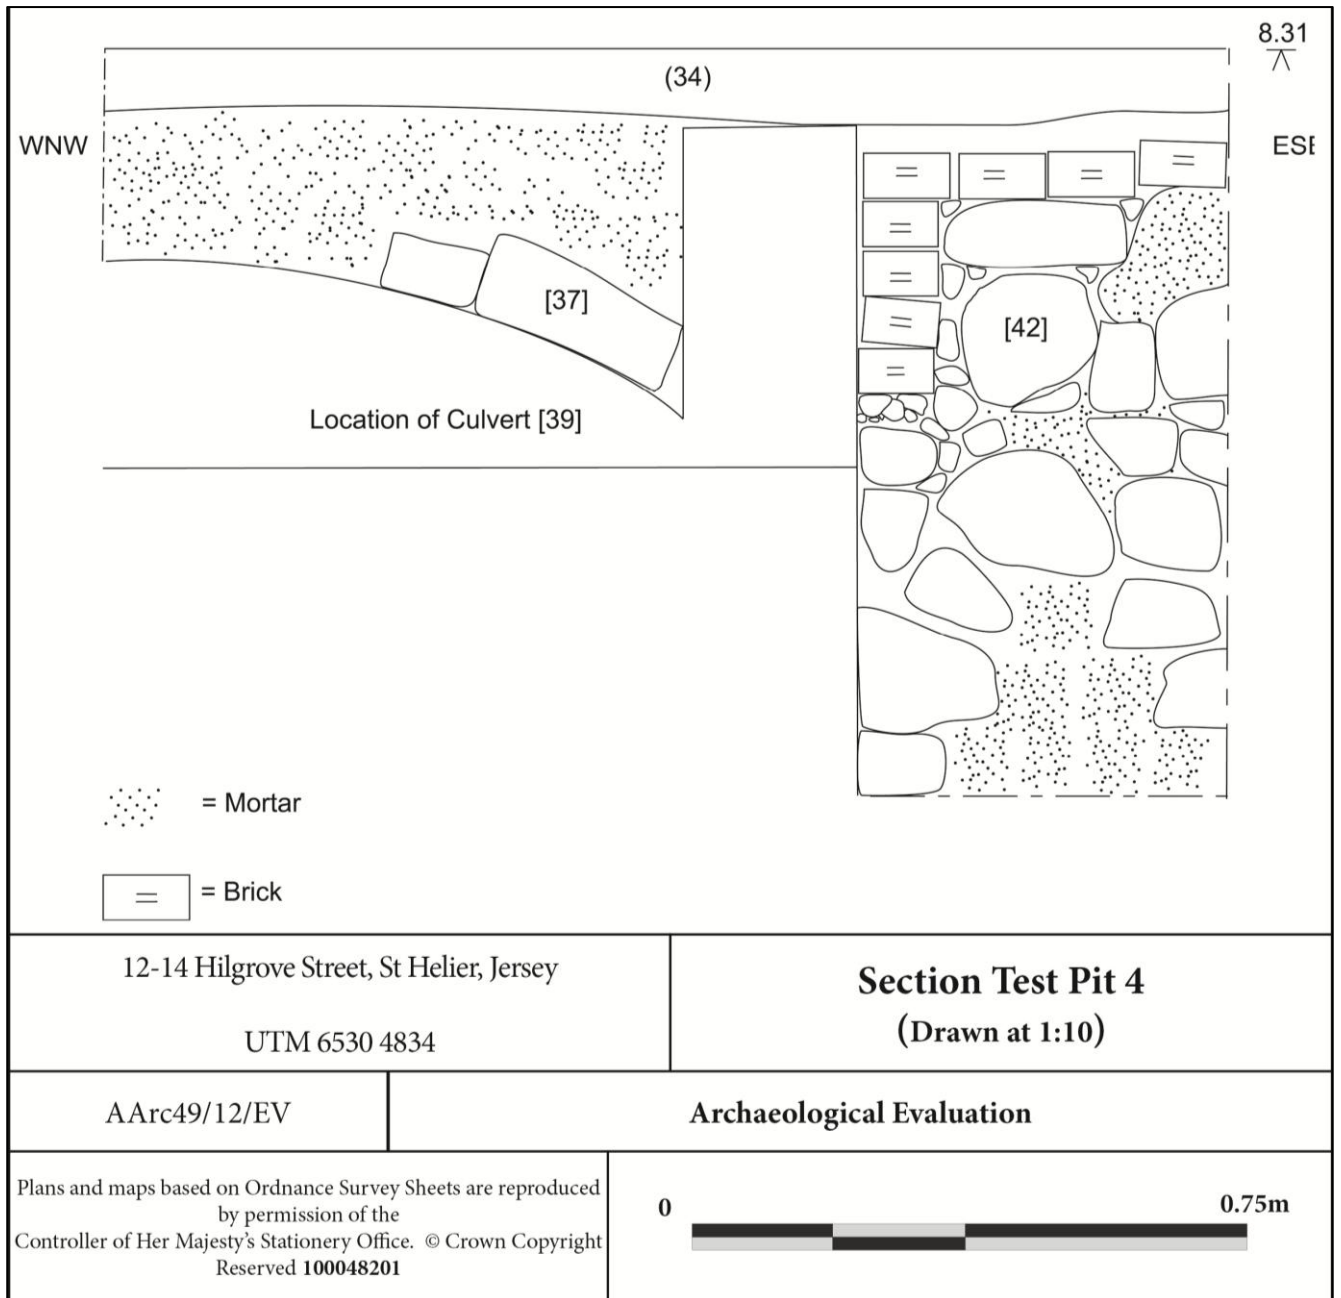 8.31
(34)
WNW
ESE
[37]
[42]
Location of Culvert [39]
= Mortar
= Brick
12-14 Hilgrove Street, St Helier, Jersey
UTM 6530 4834
Section Test Pit 4
(Drawn at 1:10)
AArc49/12/EV
Archaeological Evaluation
Plans and maps based on Ordnance Survey Sheets are reproduced
by permission of the
Controller of Her Majesty's Stationery Office. © Crown Copyright
Reserved 100048201
0
0.75m